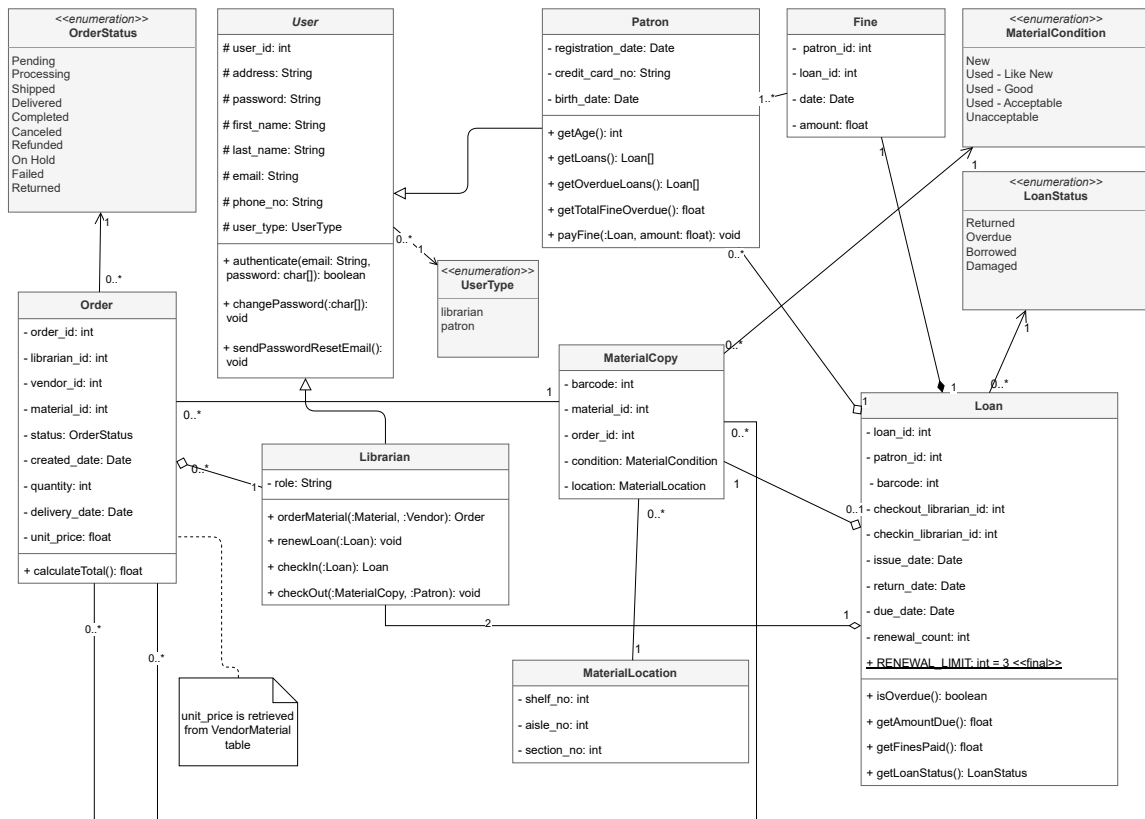 <<enumeration>>
OrderStatus
Pending
Processing
Shipped
Delivered
Completed
Canceled
Refunded
On Hold
Failed
Returned
1
0..*
User
# user_id: int
# address: String
# password: String
# first_name: String
# last_name: String
# email: String
# phone_no: String
# user_type: UserType
+ authenticate(email: String,
password: char[]): boolean
+ changePassword(:char[]):
void
+ sendPasswordResetEmail():
void
0..*
1
<<enumeration>>
UserType
librarian
patron
Patron
- registration_date: Date
- credit_card_no: String
- birth_date: Date
+ getAge(): int
+ getLoans(): Loan[]
+ getOverdueLoans(): Loan[]
+ getTotalFineOverdue(): float
+ payFine(:Loan, amount: float): void
1..*
0..*
Fine
- patron_id: int
- loan_id: int
- date: Date
- amount: float
1
<<enumeration>>
MaterialCondition
New
Used - Like New
Used - Good
Used - Acceptable
Unacceptable
1
<<enumeration>>
LoanStatus
Returned
Overdue
Borrowed
Damaged
1
0..*
Order
- order_id: int
- librarian_id: int
- vendor_id: int
- material_id: int
- status: OrderStatus
- created_date: Date
- quantity: int
- delivery_date: Date
- unit_price: float
+ calculateTotal(): float
0..*
1
0..*
1
0..*
0..*
Librarian
- role: String
+ orderMaterial(:Material, :Vendor): Order
+ renewLoan(:Loan): void
+ checkIn(:Loan): Loan
+ checkOut(:MaterialCopy, :Patron): void
2
1
MaterialCopy
- barcode: int
- material_id: int
- order_id: int
- condition: MaterialCondition
- location: MaterialLocation
0..*
0..*
1
0..1
0..*
1
MaterialLocation
- shelf_no: int
- aisle_no: int
- section_no: int
1
1
Loan
- loan_id: int
- patron_id: int
- barcode: int
- checkout_librarian_id: int
- checkin_librarian_id: int
- issue_date: Date
- return_date: Date
- due_date: Date
- renewal_count: int
+ RENEWAL_LIMIT: int = 3 <<final>>
+ isOverdue(): boolean
+ getAmountDue(): float
+ getFinesPaid(): float
+ getLoanStatus(): LoanStatus
unit_price is retrieved
from VendorMaterial
table